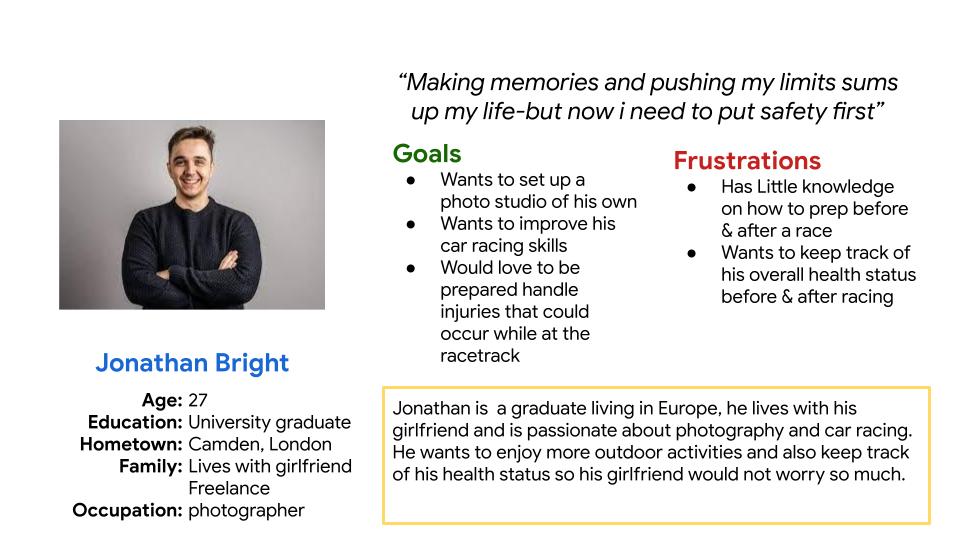 “Making memories and pushing my limits sums
up my life-but now i need to put safety first”
Goals
● Wants to set up a
photo studio of his own
● Wants to improve his
car racing skills
● Would love to be
prepared handle
injuries that could
occur while at the
racetrack
Frustrations
● Has Little knowledge
on how to prep before
& after a race
● Wants to keep track of
his overall health status
before & after racing
Jonathan Bright
Age: 27
Education: University graduate
Hometown: Camden, London
Family: Lives with girlfriend
Freelance
Occupation: photographer
Jonathan is a graduate living in Europe, he lives with his
girlfriend and is passionate about photography and car racing.
He wants to enjoy more outdoor activities and also keep track
of his health status so his girlfriend would not worry so much.